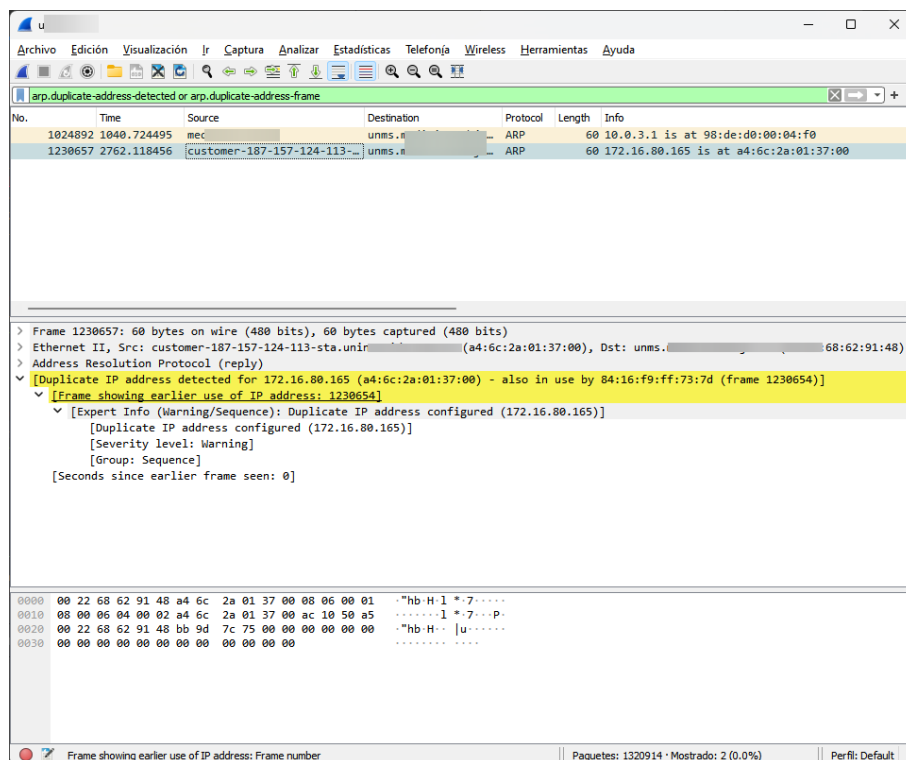 u
Archivo Edición Visualización Ir Captura Analizar Estadísticas Telefonía Wireless Herramientas Ayuda
arp.duplicate-address-detected or arp.duplicate-address-frame
No. Time Source Destination Protocol Length Info
1024892 1040.724495 mec unms.m … ARP 60 10.0.3.1 is at 98:de:d0:00:04:f0
1230657 2762.118456 customer-187-157-124-113-… unms.m … ARP 60 172.16.80.165 is at a4:6c:2a:01:37:00
Frame 1230657: 60 bytes on wire (480 bits), 60 bytes captured (480 bits)
Ethernet II, Src: customer-187-157-124-113-sta.unin (a4:6c:2a:01:37:00), Dst: unms. :68:62:91:48)
Address Resolution Protocol (reply)
[Duplicate IP address detected for 172.16.80.165 (a4:6c:2a:01:37:00) - also in use by 84:16:f9:ff:73:7d (frame 1230654)]
[Frame showing earlier use of IP address: 1230654]
[Expert Info (Warning/Sequence): Duplicate IP address configured (172.16.80.165)]
[Duplicate IP address configured (172.16.80.165)]
[Severity level: Warning]
[Group: Sequence]
[Seconds since earlier frame seen: 0]
0000 00 22 68 62 91 48 a4 6c 2a 01 37 00 08 06 00 01 ·"hb·H·l *·7·····
0010 08 00 06 04 00 02 a4 6c 2a 01 37 00 ac 10 50 a5 ·······l *·7···P·
0020 00 22 68 62 91 48 bb 9d 7c 75 00 00 00 00 00 00 ·"hb·H·· |u······
0030 00 00 00 00 00 00 00 00 00 00 00 00 ········ ····
Frame showing earlier use of IP address: Frame number Paquetes: 1320914 · Mostrado: 2 (0.0%) Perfil: Default